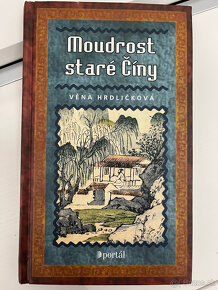 Moudrost
staré Číny
VĚNA HRDLIČKOVÁ
portál